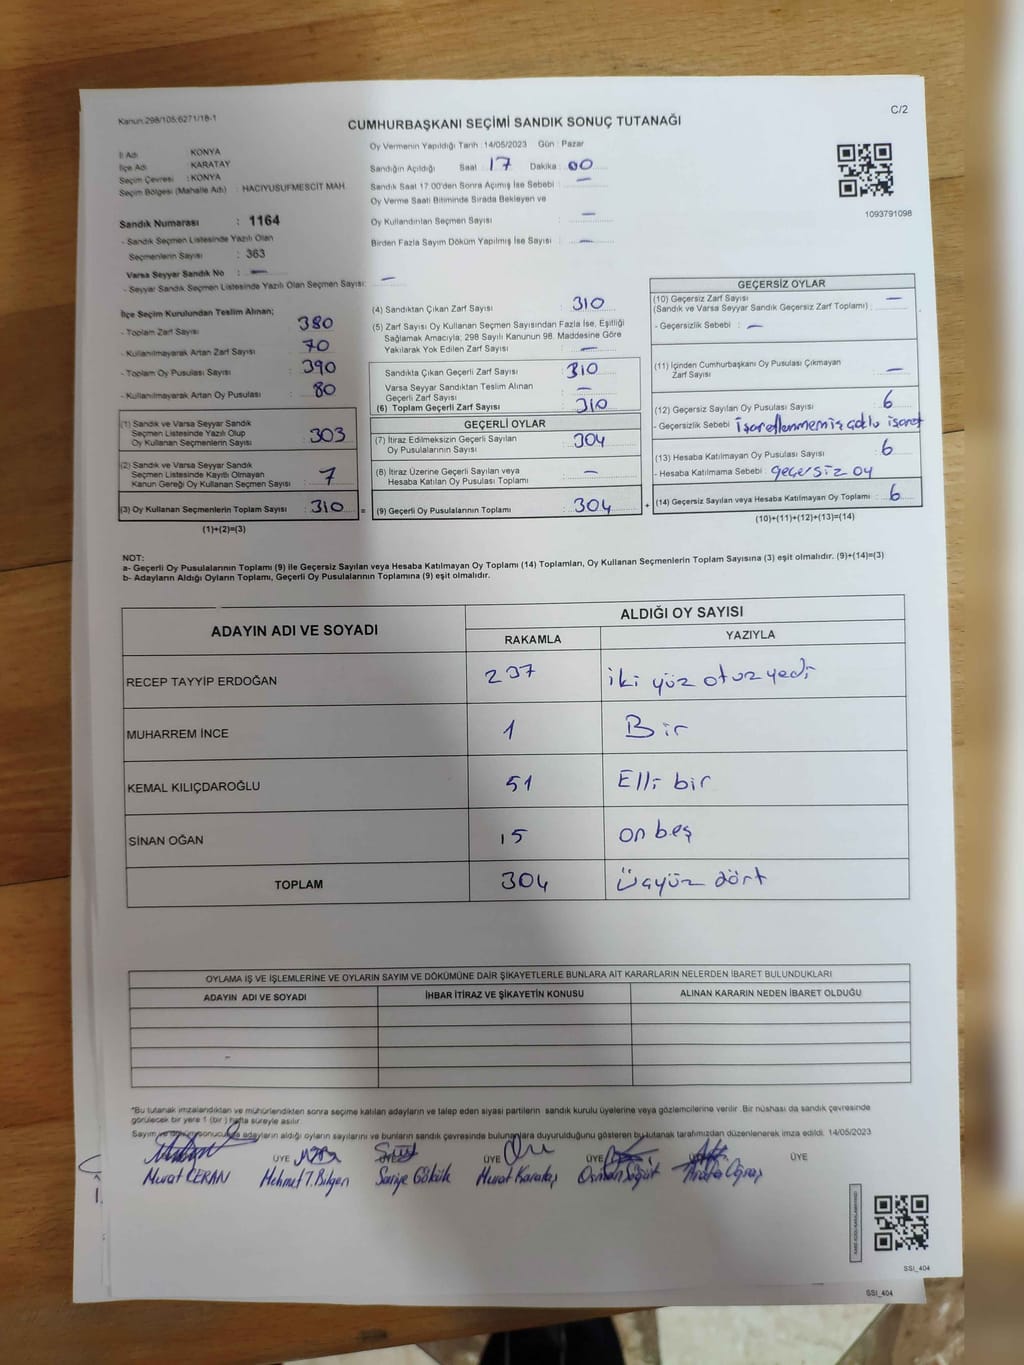 Kanun:298/105;6271/18-1
C/2
CUMHURBAŞKANI SEÇİMİ SANDIK SONUÇ TUTANAĞI
İl Adı : KONYA
İlçe Adı : KARATAY
Seçim Çevresi : KONYA
Seçim Bölgesi (Mahalle Adı) : HACIYUSUFMESCİT MAH.
Sandık Numarası : 1164
- Sandık Seçmen Listesinde Yazılı Olan
Seçmenlerin Sayısı : 363
Varsa Seyyar Sandık No : —
- Seyyar Sandık Seçmen Listesinde Yazılı Olan Seçmen Sayısı: —
Oy Vermenin Yapıldığı Tarih 14/05/2023 Gün : Pazar
Sandığın Açıldığı Saat 17 Dakika 00
Sandık Saat 17:00'den Sonra Açımış İse Sebebi : —
Oy Verme Saati Bitiminde Sırada Bekleyen ve
Oy Kullandırılan Seçmen Sayısı : —
Birden Fazla Sayım Döküm Yapılmış İse Sayısı : —
1093791098
İlçe Seçim Kurulundan Teslim Alınan;
- Toplam Zarf Sayısı : 380
- Kullanılmayarak Artan Zarf Sayısı : 70
- Toplam Oy Pusulası Sayısı : 390
- Kullanılmayarak Artan Oy Pusulası : 80
(1) Sandık ve Varsa Seyyar Sandık
Seçmen Listesinde Yazılı Olup
Oy Kullanan Seçmenlerin Sayısı : 303
(2) Sandık ve Varsa Seyyar Sandık
Seçmen Listesinde Kayıtlı Olmayan
Kanun Gereği Oy Kullanan Seçmen Sayısı : 7
(3) Oy Kullanan Seçmenlerin Toplam Sayısı : 310 =
(1)+(2)=(3)
(4) Sandıktan Çıkan Zarf Sayısı : 310
(5) Zarf Sayısı Oy Kullanan Seçmen Sayısından Fazla İse, Eşitliği
Sağlamak Amacıyla; 298 Sayılı Kanunun 98. Maddesine Göre
Yakılarak Yok Edilen Zarf Sayısı : —
Sandıkta Çıkan Geçerli Zarf Sayısı : 310
Varsa Seyyar Sandıktan Teslim Alınan
Geçerli Zarf Sayısı : —
(6) Toplam Geçerli Zarf Sayısı : 310
GEÇERLİ OYLAR
(7) İtiraz Edilmeksizin Geçerli Sayılan
Oy Pusulalarının Sayısı : 304
(8) İtiraz Üzerine Geçerli Sayılan veya
Hesaba Katılan Oy Pusulası Toplamı : —
(9) Geçerli Oy Pusulalarının Toplamı : 304 +
GEÇERSİZ OYLAR
(10) Geçersiz Zarf Sayısı : —
(Sandık ve Varsa Seyyar Sandık Geçersiz Zarf Toplamı)
- Geçersizlik Sebebi : —
(11) İçinden Cumhurbaşkanı Oy Pusulası Çıkmayan
Zarf Sayısı : —
(12) Geçersiz Sayılan Oy Pusulası Sayısı : 6
- Geçersizlik Sebebi : işaretlenmemiş çoklu işaret
(13) Hesaba Katılmayan Oy Pusulası Sayısı : 6
- Hesaba Katılmama Sebebi : geçersiz oy
(14) Geçersiz Sayılan veya Hesaba Katılmayan Oy Toplamı : 6
(10)+(11)+(12)+(13)=(14)
NOT:
a- Geçerli Oy Pusulalarının Toplamı (9) ile Geçersiz Sayılan veya Hesaba Katılmayan Oy Toplamı (14) Toplamları, Oy Kullanan Seçmenlerin Toplam Sayısına (3) eşit olmalıdır. (9)+(14)=(3)
b- Adayların Aldığı Oyların Toplamı, Geçerli Oy Pusulalarının Toplamına (9) eşit olmalıdır.
ADAYIN ADI VE SOYADI
ALDIĞI OY SAYISI
RAKAMLA YAZIYLA
RECEP TAYYİP ERDOĞAN 237 iki yüz otuz yedi
MUHARREM İNCE 1 Bir
KEMAL KILIÇDAROĞLU 51 Elli bir
SİNAN OĞAN 15 on beş
TOPLAM 304 üçyüz dört
OYLAMA İŞ VE İŞLEMLERİNE VE OYLARIN SAYIM VE DÖKÜMÜNE DAİR ŞİKAYETLERLE BUNLARA AİT KARARLARIN NELERDEN İBARET BULUNDUKLARI
ADAYIN ADI VE SOYADI İHBAR İTİRAZ VE ŞİKAYETİN KONUSU ALINAN KARARIN NEDEN İBARET OLDUĞU
*Bu tutanak imzalandıktan ve mühürlendikten sonra seçime katılan adayların ve talep eden siyasi partilerin sandık kurulu üyelerine veya gözlemcilerine verilir. Bir nüshası da sandık çevresinde
görülecek bir yere 1 (bir) hafta süreyle asılır.
Sayım ve döküm sonucunda adayların aldığı oyların sayılarını ve bunların sandık çevresinde bulunanlara duyurulduğunu gösteren bu tutanak tarafımızdan düzenlenerek imza edildi. 14/05/2023
ÜYE ÜYE ÜYE ÜYE ÜYE
Murat CERAN Mehmet T. Bilgen Saniye Gökük Murat Karataş Osman Söğüt
SSI_404
SSI_404